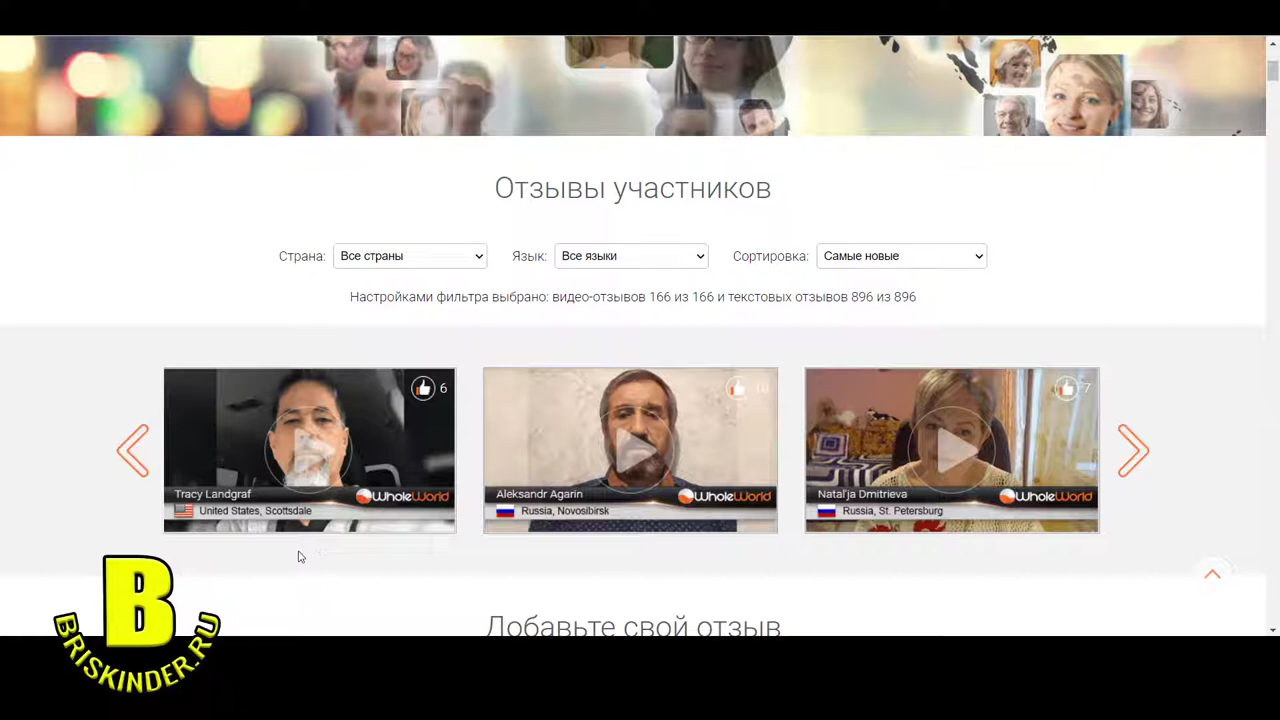 Отзывы участников
Страна: Все страны Язык: Все языки Сортировка: Самые новые
Настройками фильтра выбрано: видео-отзывов 166 из 166 и текстовых отзывов 896 из 896
6
10
7
Tracy Landgraf WHOLEWORLD
United States, Scottsdale
Aleksandr Agarin WHOLEWORLD
Russia, Novosibirsk
Natal'ja Dmitrieva WHOLEWORLD
Russia, St. Petersburg
Добавьте свой отзыв
B
BRISKINDER.RU